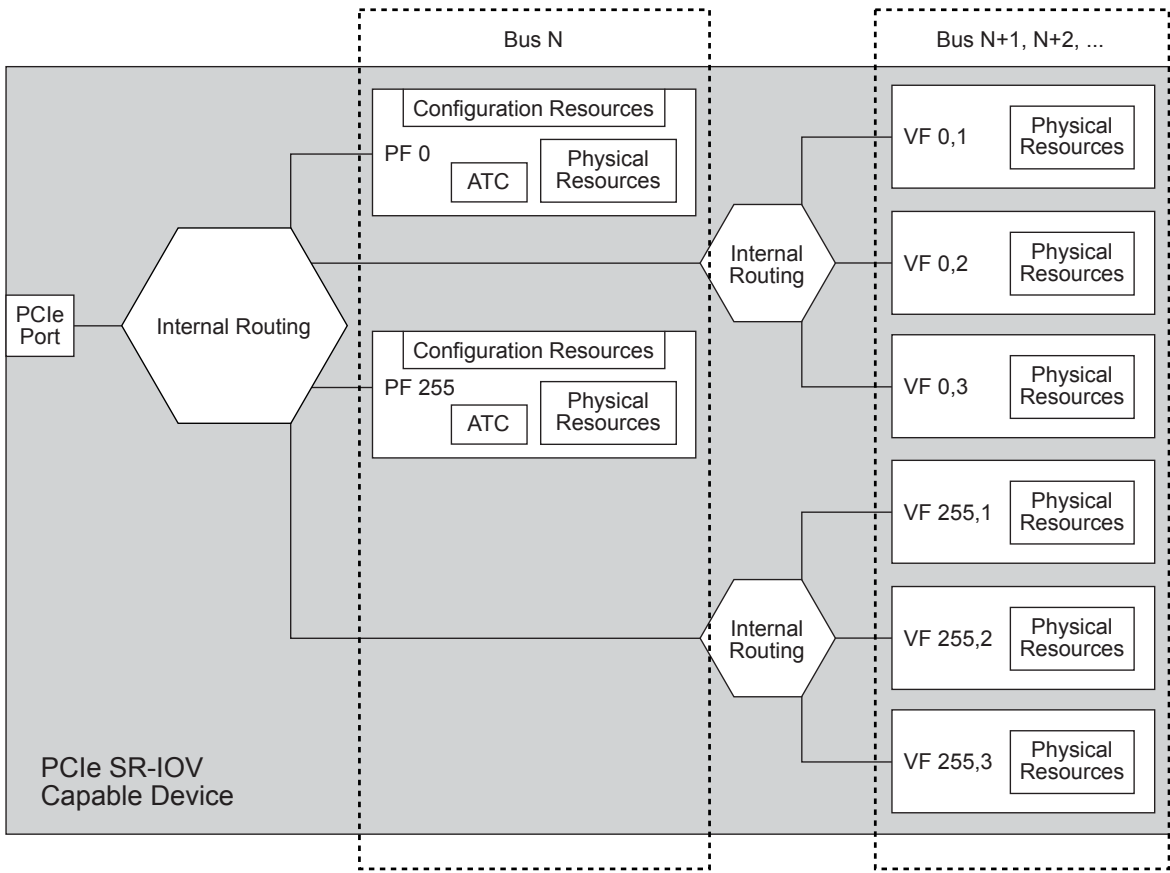 Bus N
Bus N+1, N+2, ...
Configuration Resources
PF 0
ATC
Physical
Resources
VF 0,1
Physical
Resources
Internal
Routing
VF 0,2
Physical
Resources
PCIe
Port
Internal Routing
Configuration Resources
PF 255
ATC
Physical
Resources
VF 0,3
Physical
Resources
VF 255,1
Physical
Resources
Internal
Routing
VF 255,2
Physical
Resources
VF 255,3
Physical
Resources
PCIe SR-IOV
Capable Device